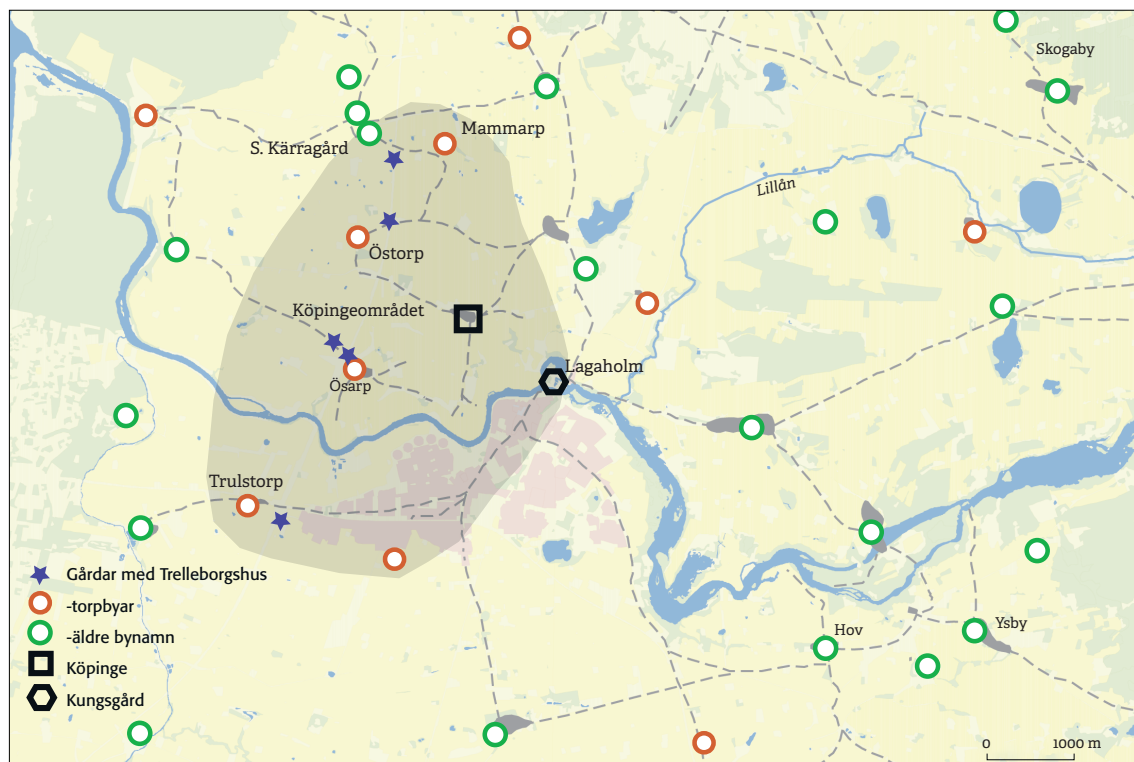 Skogaby
Mammarp
S. Kärragård
Lillån
Östorp
Köpingeområdet
Lagaholm
Ösarp
Trulstorp
Gårdar med Trelleborgshus
-torpbyar
-äldre bynamn
Köpinge
Kungsgård
Hov
Ysby
0 1000 m